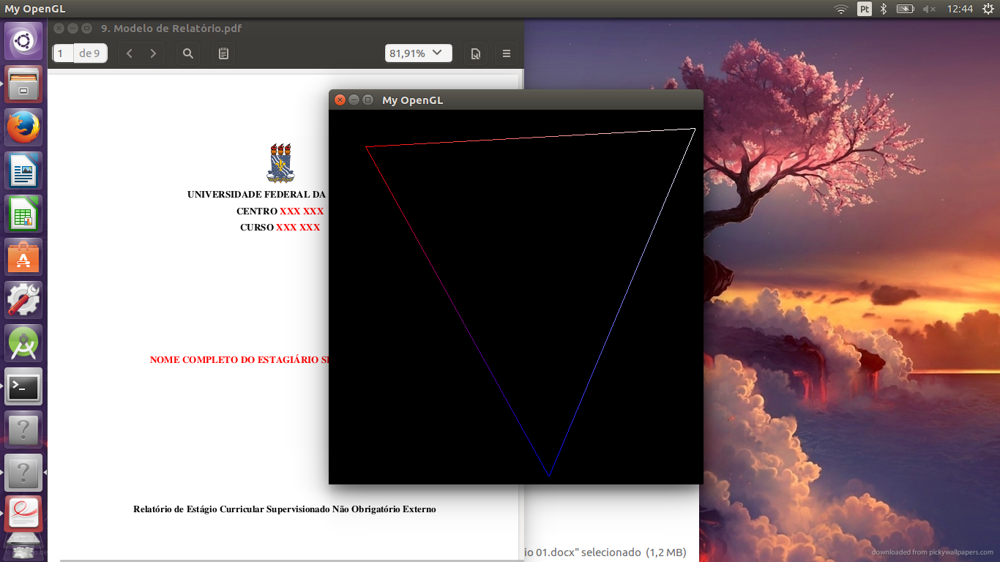 My OpenGL
Pt
12:44
9. Modelo de Relatório.pdf
1 de 9
81,91%
My OpenGL
UNIVERSIDADE FEDERAL DA
CENTRO XXX XXX
CURSO XXX XXX
NOME COMPLETO DO ESTAGIÁRIO
Relatório de Estágio Curricular Supervisionado Não Obrigatório Externo
io 01.docx" selecionado (1,2 MB)
downloaded from pickywallpapers.com